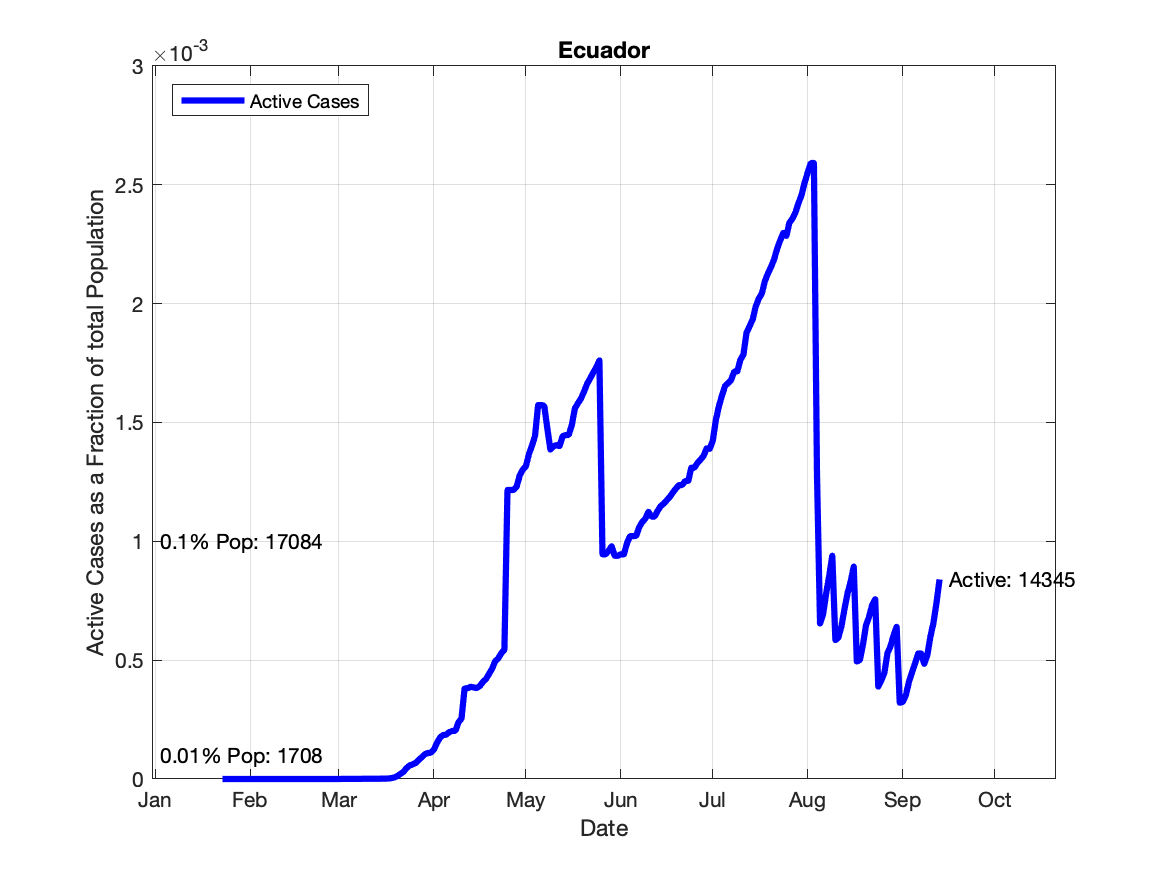 Ecuador
×10-3
3
2.5
2
1.5
1
0.5
0
Active Cases as a Fraction of total Population
Active Cases
0.1% Pop: 17084
0.01% Pop: 1708
Active: 14345
Jan Feb Mar Apr May Jun Jul Aug Sep Oct
Date